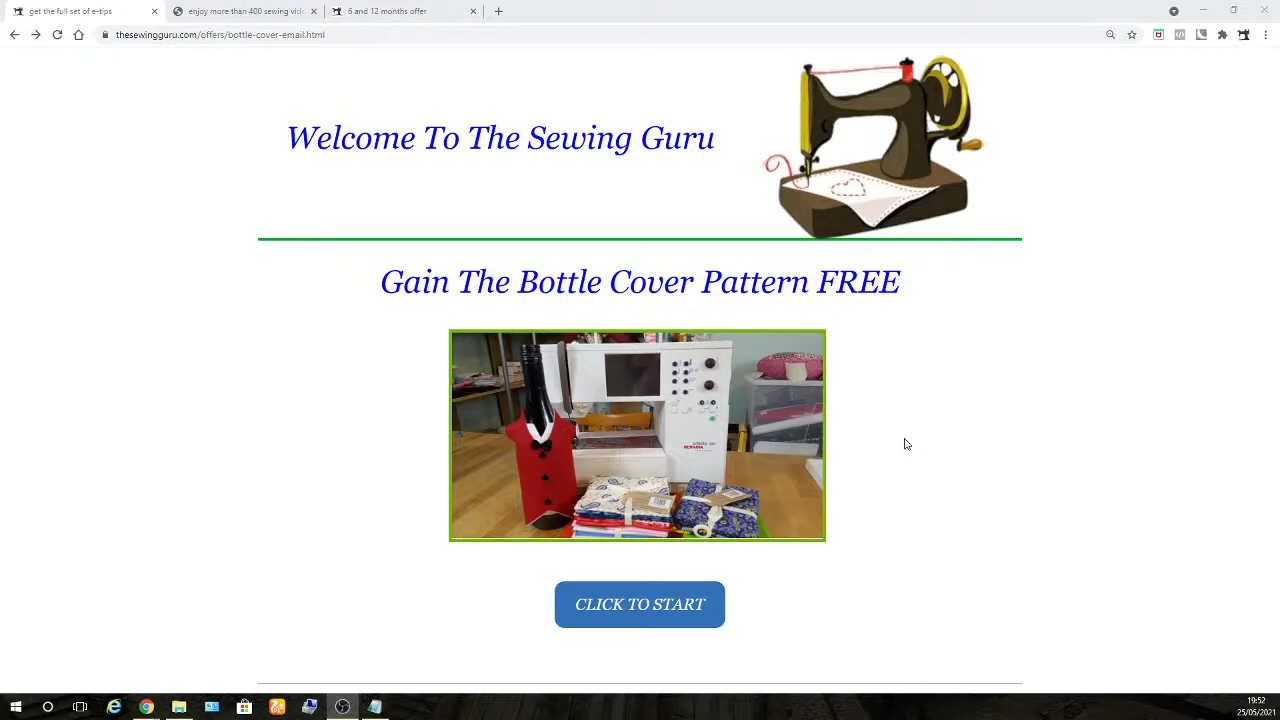 get the full set of e-tips
enjoy more than 400 sewing vide
6 and 12 months offer
thesewingguru.com/offers/bottle-cover-email.html
Welcome To The Sewing Guru
Gain The Bottle Cover Pattern FREE
BERNINA
CLICK TO START
19:52
25/05/2021